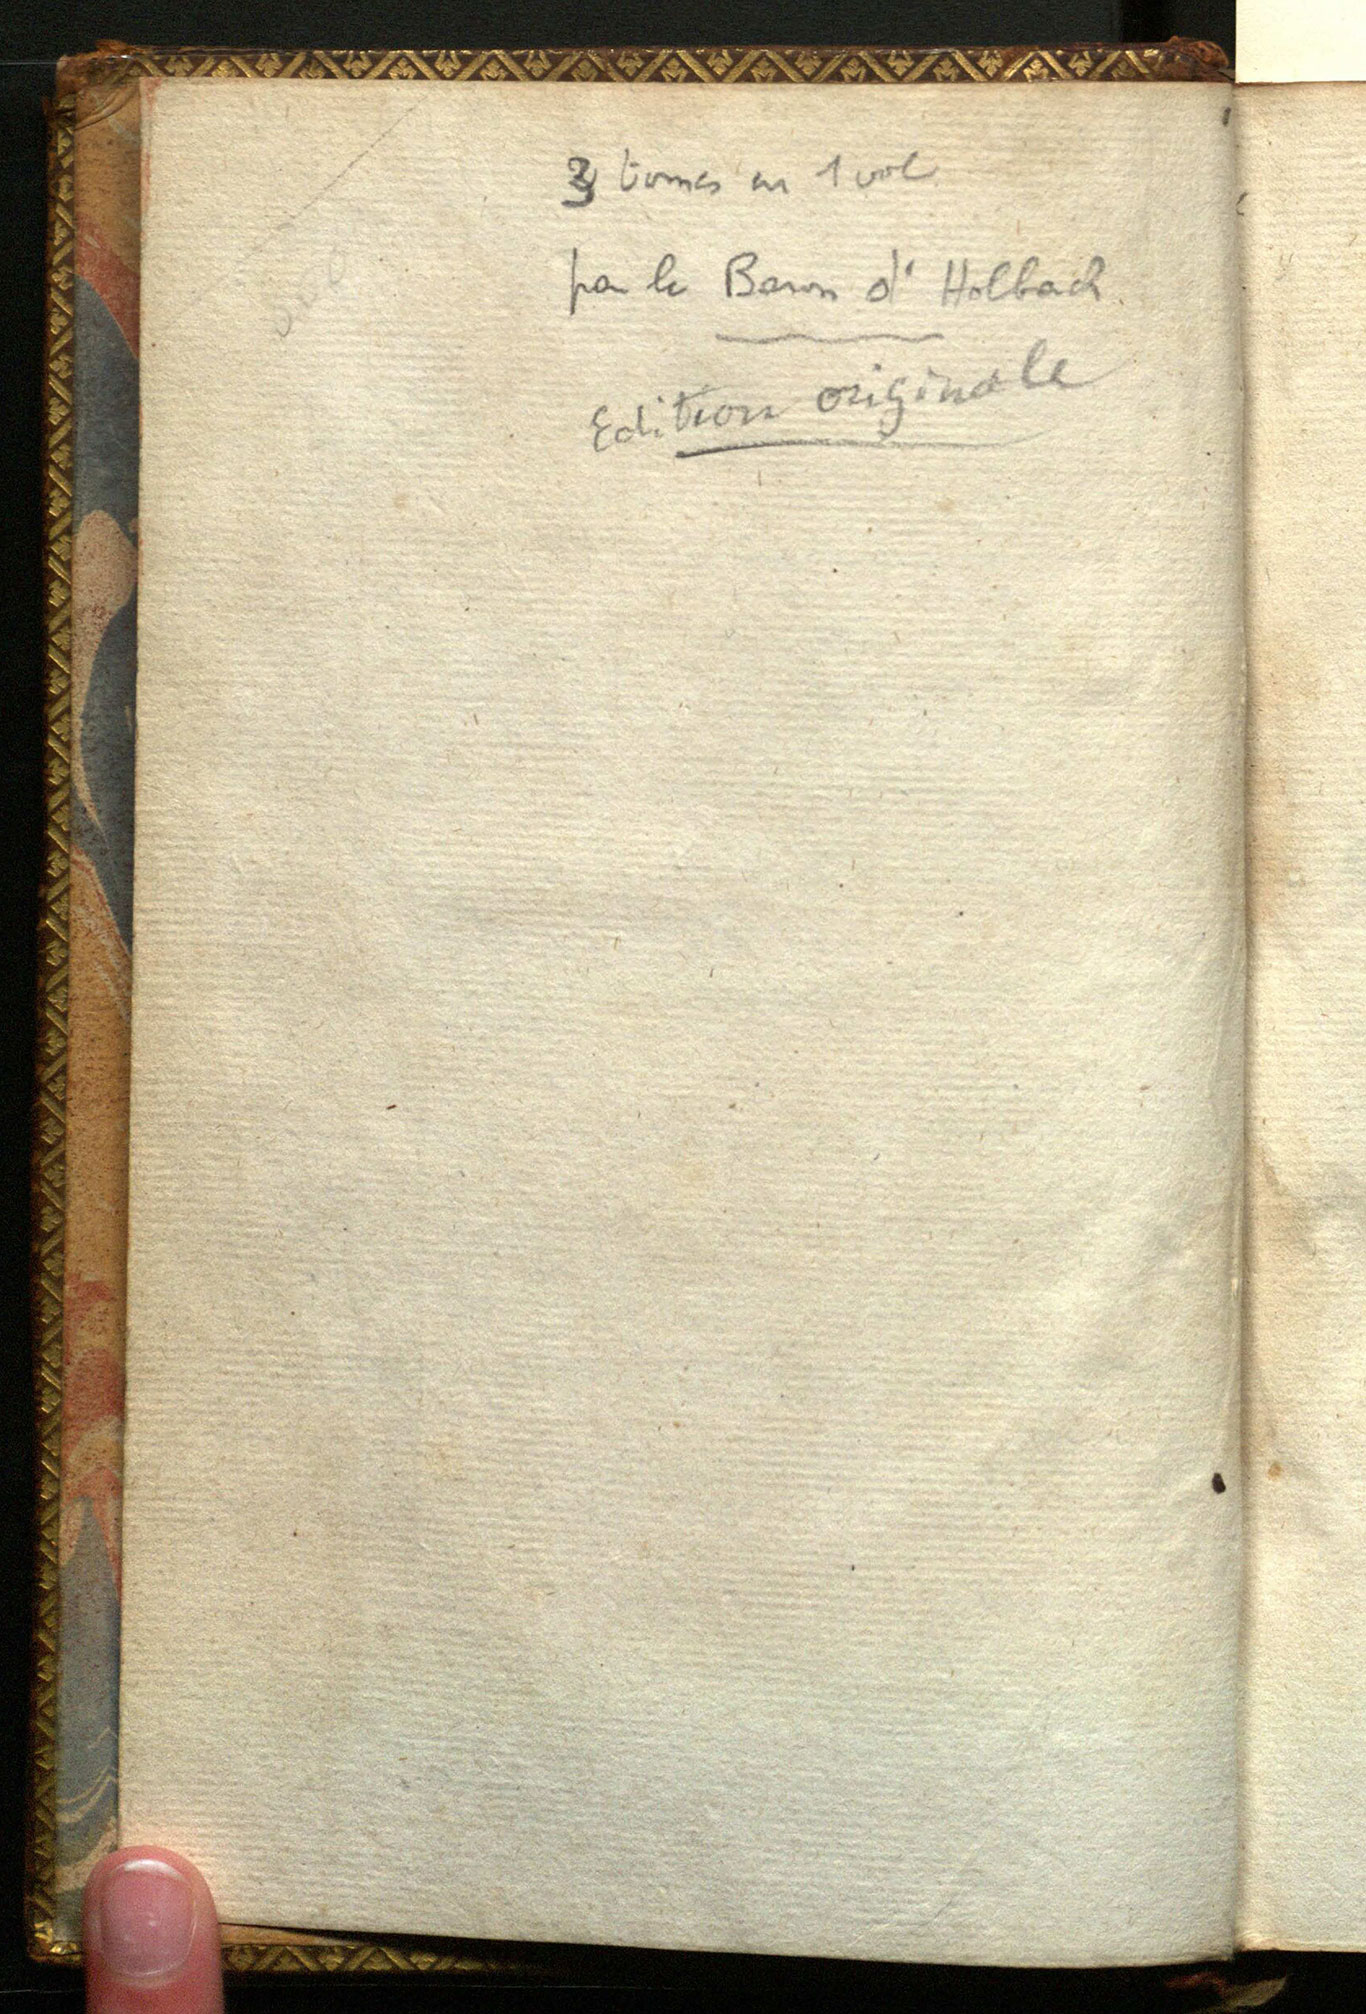 3 tomes en 1 vol
par le Baron d'Holbach
Edition originale